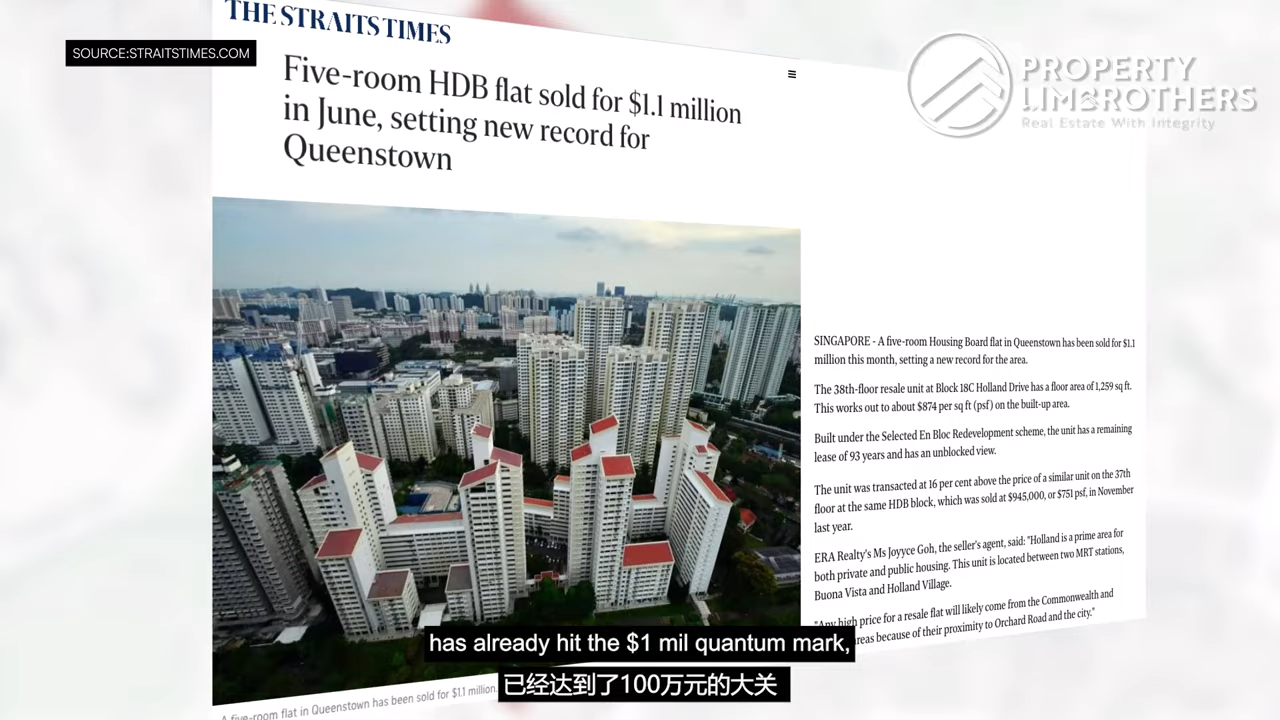 THE STRAITS TIMES
SOURCE:STRAITSTIMES.COM
Five-room HDB flat sold for $1.1 million
in June, setting new record for
Queenstown
PROPERTY
LIMBROTHERS
Real Estate With Integrity
SINGAPORE - A five-room Housing Board flat in Queenstown has been sold for $1.1
million this month, setting a new record for the area.
The 38th-floor resale unit at Block 18C Holland Drive has a floor area of 1,259 sq ft.
This works out to about $874 per sq ft (psf) on the built-up area.
Built under the Selected En Bloc Redevelopment scheme, the unit has a remaining
lease of 93 years and has an unblocked view.
The unit was transacted at 16 per cent above the price of a similar unit on the 37th
floor at the same HDB block, which was sold at $945,000, or $751 psf, in November
last year.
ERA Realty's Ms Joyyce Goh, the seller's agent, said: "Holland is a prime area for
both private and public housing. This unit is located between two MRT stations,
Buona Vista and Holland Village.
"Any high price for a resale flat will likely come from the Commonwealth and
areas because of their proximity to Orchard Road and the city."
A five-room flat in Queenstown has been sold for $1.1 million.
has already hit the $1 mil quantum mark,
已经达到了100万元的大关